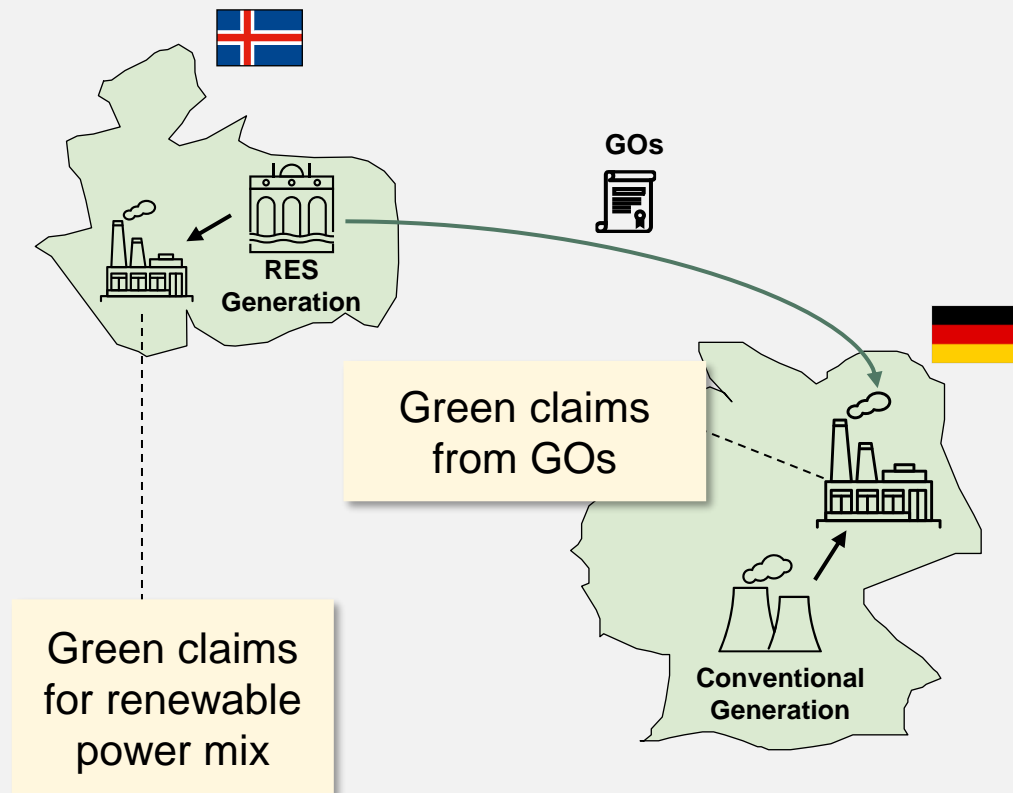 GOs
RES
Generation
Green claims
from GOs
Conventional
Generation
Green claims
for renewable
power mix